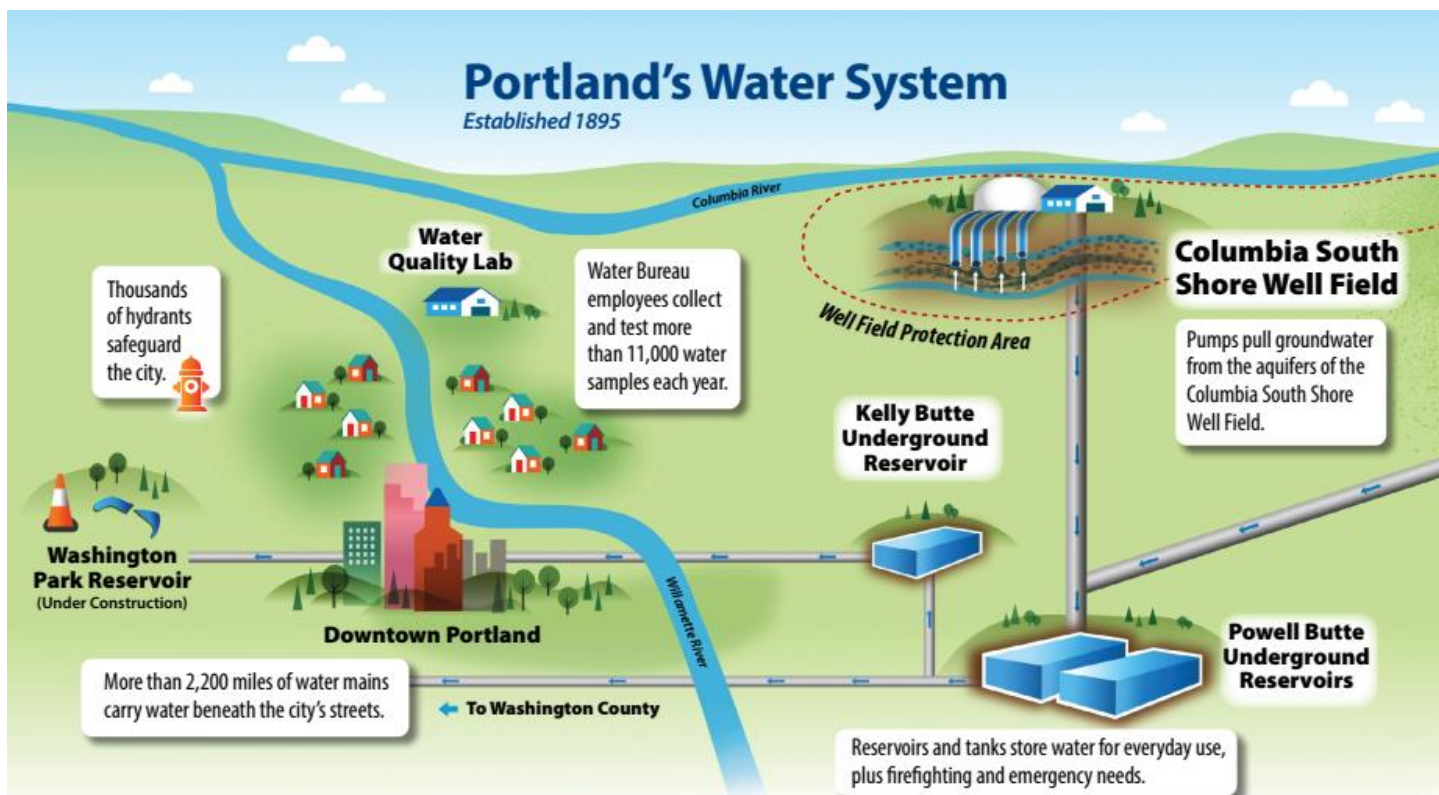 Portland's Water System
Established 1895
Columbia River
Water
Quality Lab
Water Bureau
employees collect
and test more
than 11,000 water
samples each year.
Thousands
of hydrants
safeguard
the city.
Well Field Protection Area
Columbia South
Shore Well Field
Pumps pull groundwater
from the aquifers of the
Columbia South Shore
Well Field.
Kelly Butte
Underground
Reservoir
Washington
Park Reservoir
(Under Construction)
Downtown Portland
Willamette River
Powell Butte
Underground
Reservoirs
More than 2,200 miles of water mains
carry water beneath the city's streets.
To Washington County
Reservoirs and tanks store water for everyday use,
plus firefighting and emergency needs.